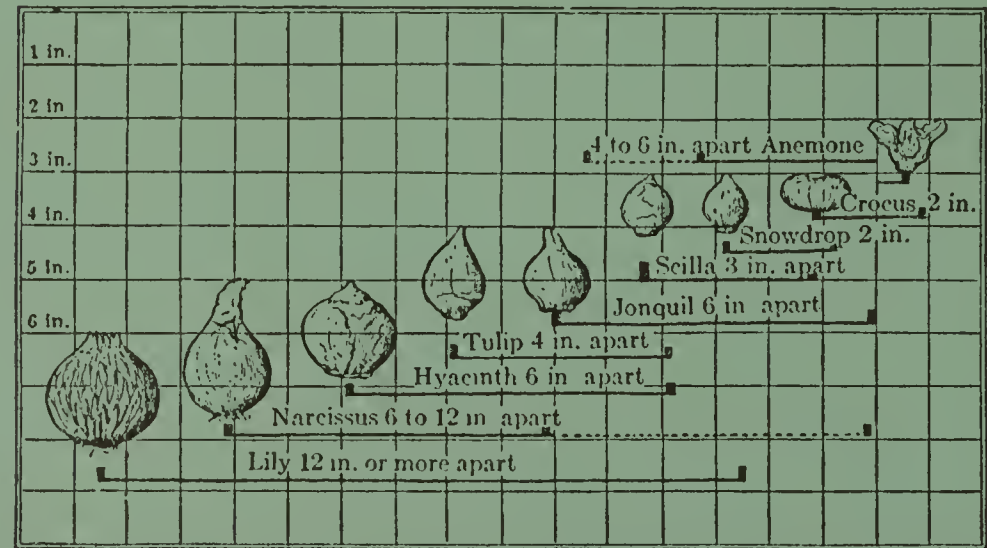 1 in.
2 in
3 in.
4 to 6 in. apart Anemone
4 in.
Crocus 2 in.
Snowdrop 2 in.
5 in.
Scilla 3 in. apart
Jonquil 6 in apart
6 in.
Tulip 4 in. apart
Hyacinth 6 in apart
Narcissus 6 to 12 in apart
Lily 12 in. or more apart